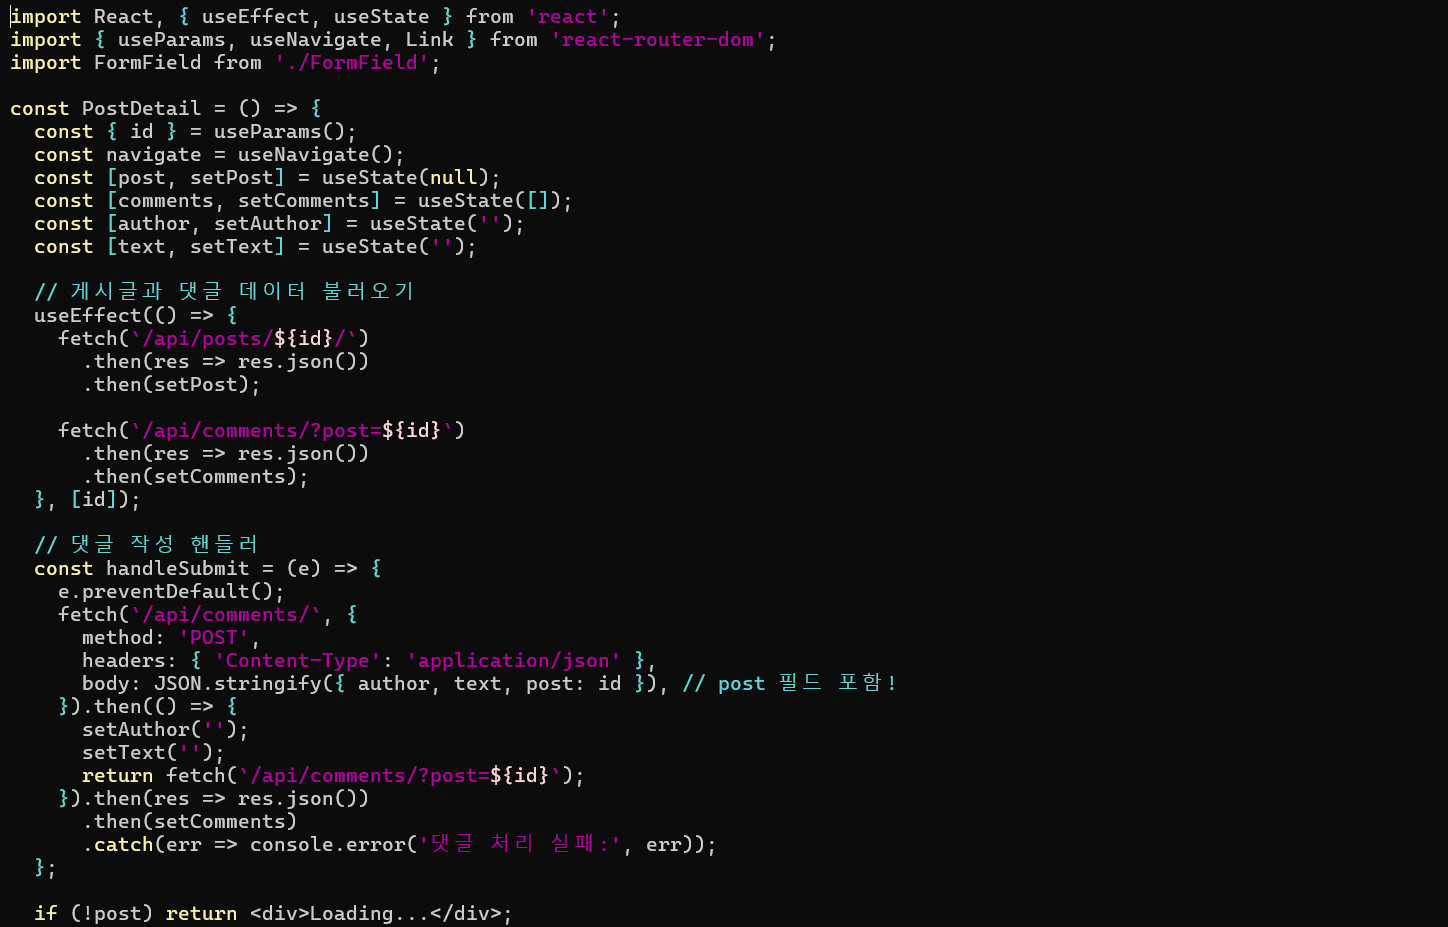 import React, { useEffect, useState } from 'react';
import { useParams, useNavigate, Link } from 'react-router-dom';
import FormField from './FormField';

const PostDetail = () => {
  const { id } = useParams();
  const navigate = useNavigate();
  const [post, setPost] = useState(null);
  const [comments, setComments] = useState([]);
  const [author, setAuthor] = useState('');
  const [text, setText] = useState('');

  // 게시글과 댓글 데이터 불러오기
  useEffect(() => {
    fetch(`/api/posts/${id}/`)
      .then(res => res.json())
      .then(setPost);

    fetch(`/api/comments/?post=${id}`)
      .then(res => res.json())
      .then(setComments);
  }, [id]);

  // 댓글 작성 핸들러
  const handleSubmit = (e) => {
    e.preventDefault();
    fetch(`/api/comments/`, {
      method: 'POST',
      headers: { 'Content-Type': 'application/json' },
      body: JSON.stringify({ author, text, post: id }), // post 필드 포함!
    }).then(() => {
      setAuthor('');
      setText('');
      return fetch(`/api/comments/?post=${id}`);
    }).then(res => res.json())
      .then(setComments)
      .catch(err => console.error('댓글 처리 실패:', err));
  };

  if (!post) return <div>Loading...</div>;